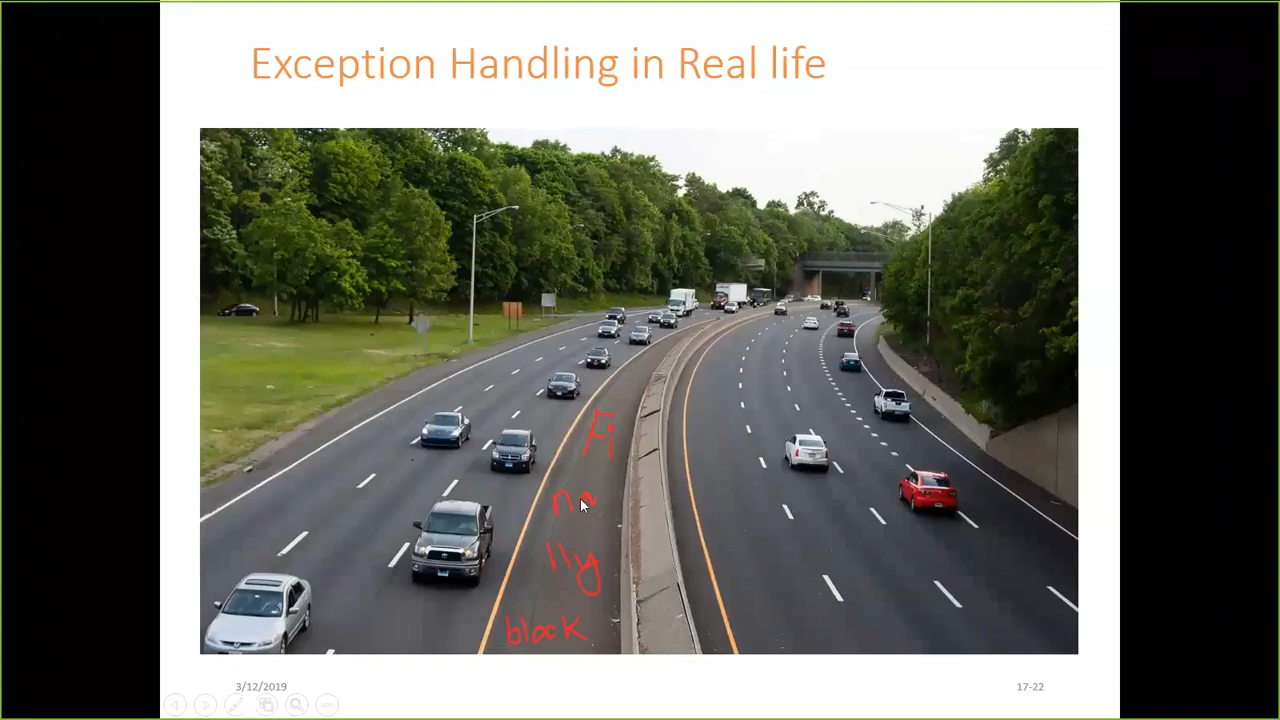 Exception Handling in Real life
Fi
na
lly
block
3/12/2019
17-22